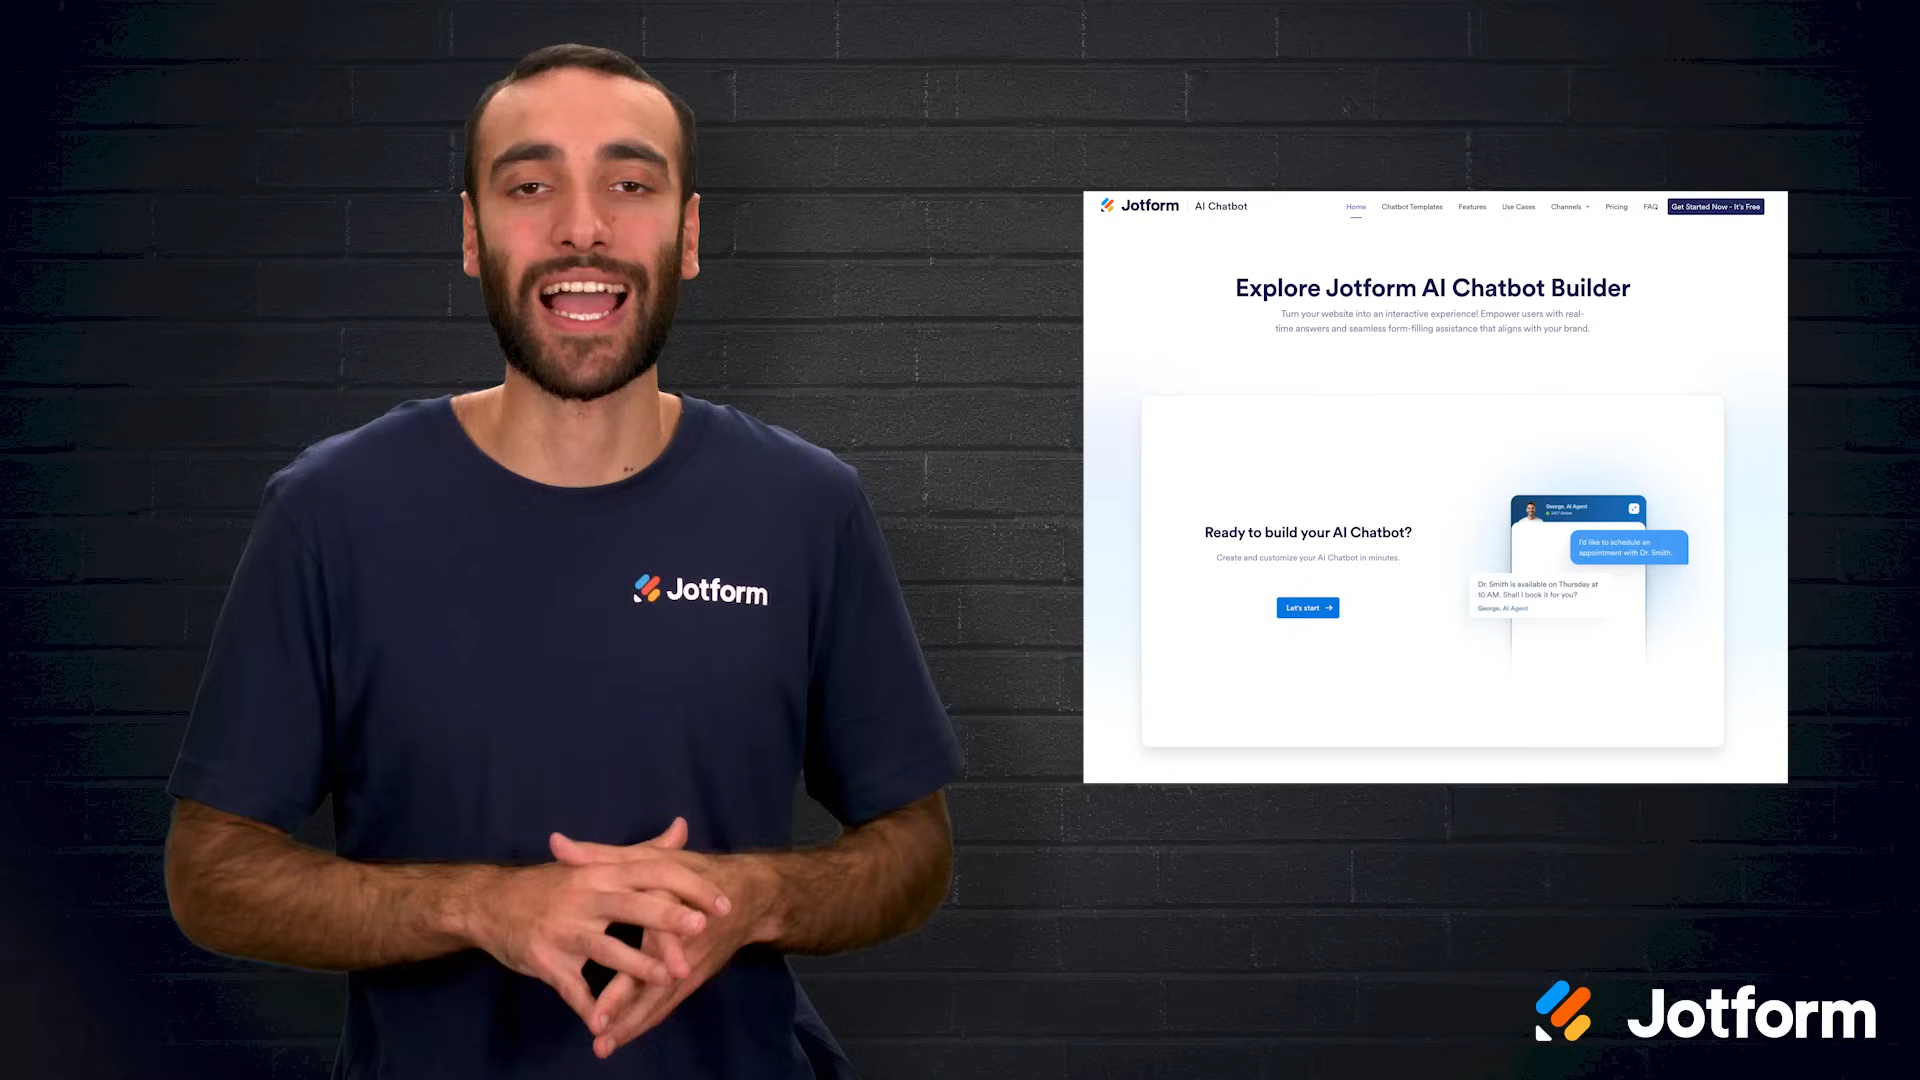 Jotform AI Chatbot
Home Chatbot Templates Features Use Cases Channels Pricing FAQ Get Started Now - It's Free
Explore Jotform AI Chatbot Builder
Turn your website into an interactive experience! Empower users with real-
time answers and seamless form-filling assistance that aligns with your brand.
Ready to build your AI Chatbot?
Create and customize your AI Chatbot in minutes.
Let's start
George, AI Agent
24/7 Online
I'd like to schedule an
appointment with Dr. Smith.
Dr. Smith is available on Thursday at
10 AM. Shall I book it for you?
George, AI Agent
Jotform
Jotform